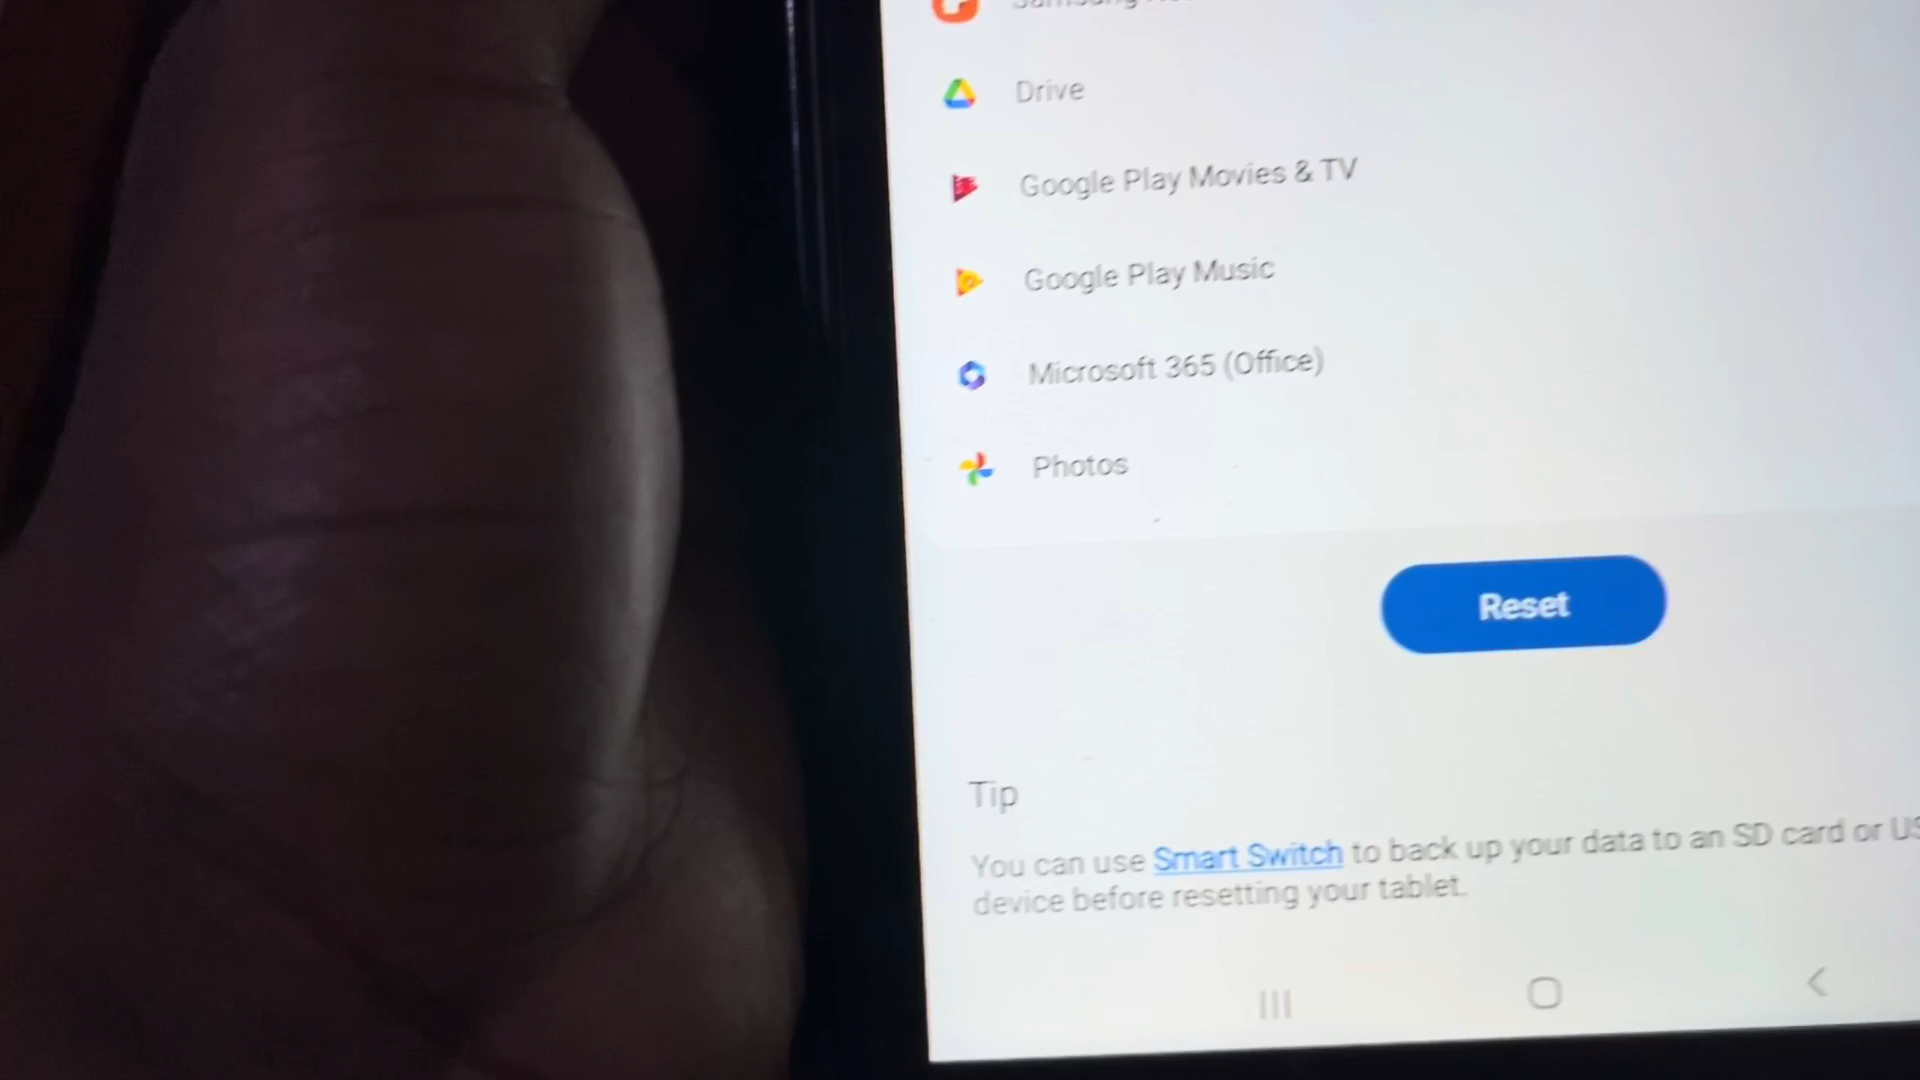 Samsung
Drive
Google Play Movies & TV
Google Play Music
Microsoft 365 (Office)
Photos
Reset
Tip
You can use Smart Switch to back up your data to an SD card or US
device before resetting your tablet.